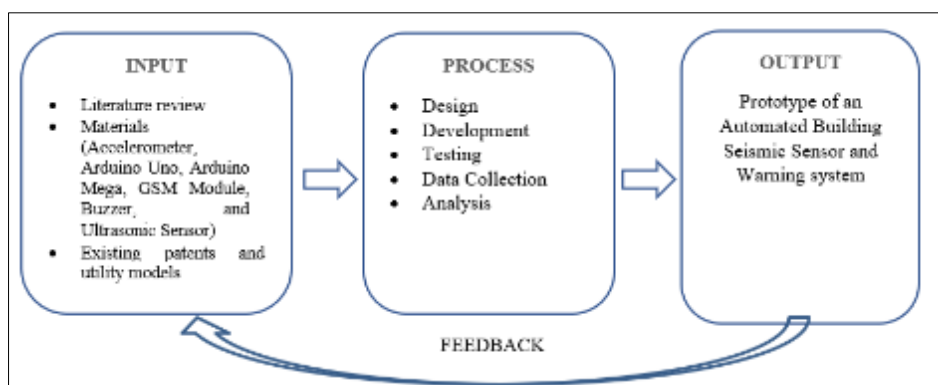 INPUT
• Literature review
• Materials
(Accelerometer,
Arduino Uno, Arduino
Mega, GSM Module,
Buzzer, and
Ultrasonic Sensor)
• Existing patents and
utility models
PROCESS
• Design
• Development
• Testing
• Data Collection
• Analysis
OUTPUT
Prototype of an
Automated Building
Seismic Sensor and
Warning system
FEEDBACK